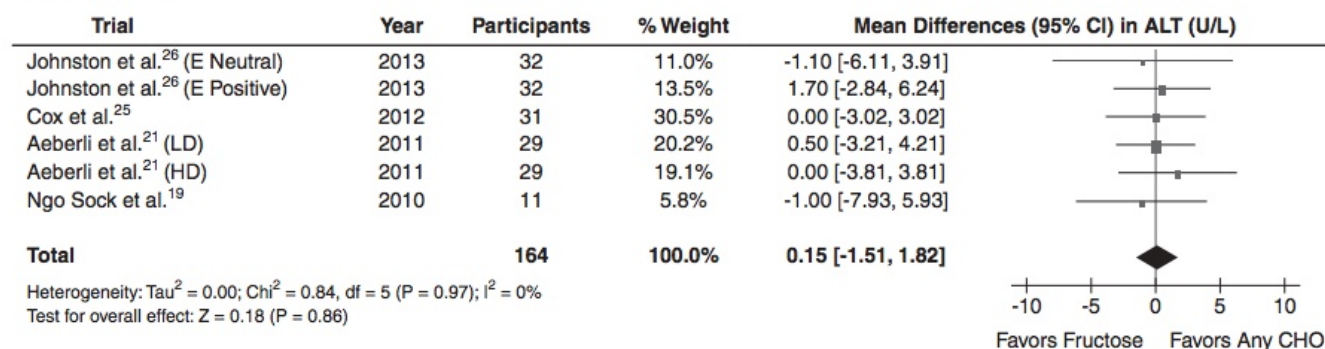 Trial Year Participants % Weight Mean Differences (95% CI) in ALT (U/L)
Johnston et al.26 (E Neutral) 2013 32 11.0% -1.10 [-6.11, 3.91]
Johnston et al.26 (E Positive) 2013 32 13.5% 1.70 [-2.84, 6.24]
Cox et al.25 2012 31 30.5% 0.00 [-3.02, 3.02]
Aeberli et al.21 (LD) 2011 29 20.2% 0.50 [-3.21, 4.21]
Aeberli et al.21 (HD) 2011 29 19.1% 0.00 [-3.81, 3.81]
Ngo Sock et al.19 2010 11 5.8% -1.00 [-7.93, 5.93]
Total 164 100.0% 0.15 [-1.51, 1.82]
Heterogeneity: Tau2 = 0.00; Chi2 = 0.84, df = 5 (P = 0.97); I2 = 0%
Test for overall effect: Z = 0.18 (P = 0.86)
-10 -5 0 5 10
Favors Fructose Favors Any CHO